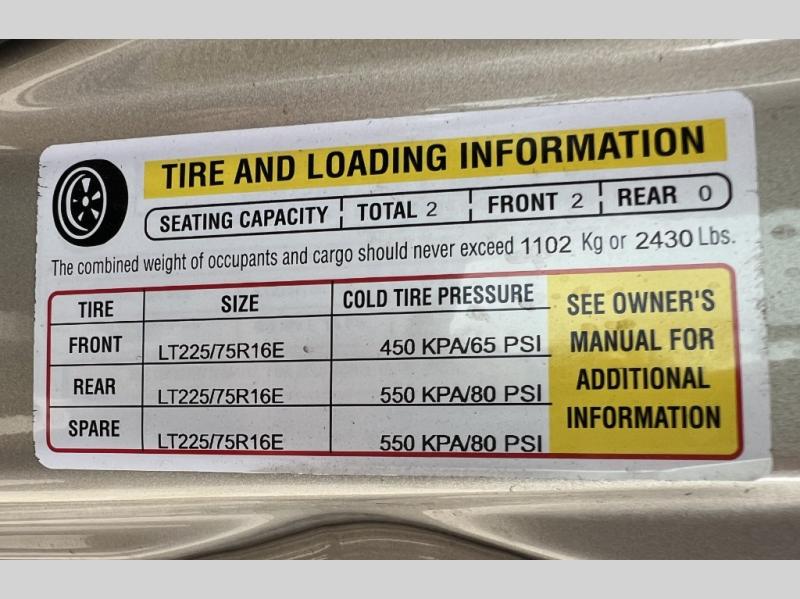 TIRE AND LOADING INFORMATION
SEATING CAPACITY TOTAL 2 FRONT 2 REAR 0
The combined weight of occupants and cargo should never exceed 1102 Kg or 2430 Lbs.
TIRE SIZE COLD TIRE PRESSURE
FRONT LT225/75R16E 450 KPA/65 PSI
REAR LT225/75R16E 550 KPA/80 PSI
SPARE LT225/75R16E 550 KPA/80 PSI
SEE OWNER'S
MANUAL FOR
ADDITIONAL
INFORMATION